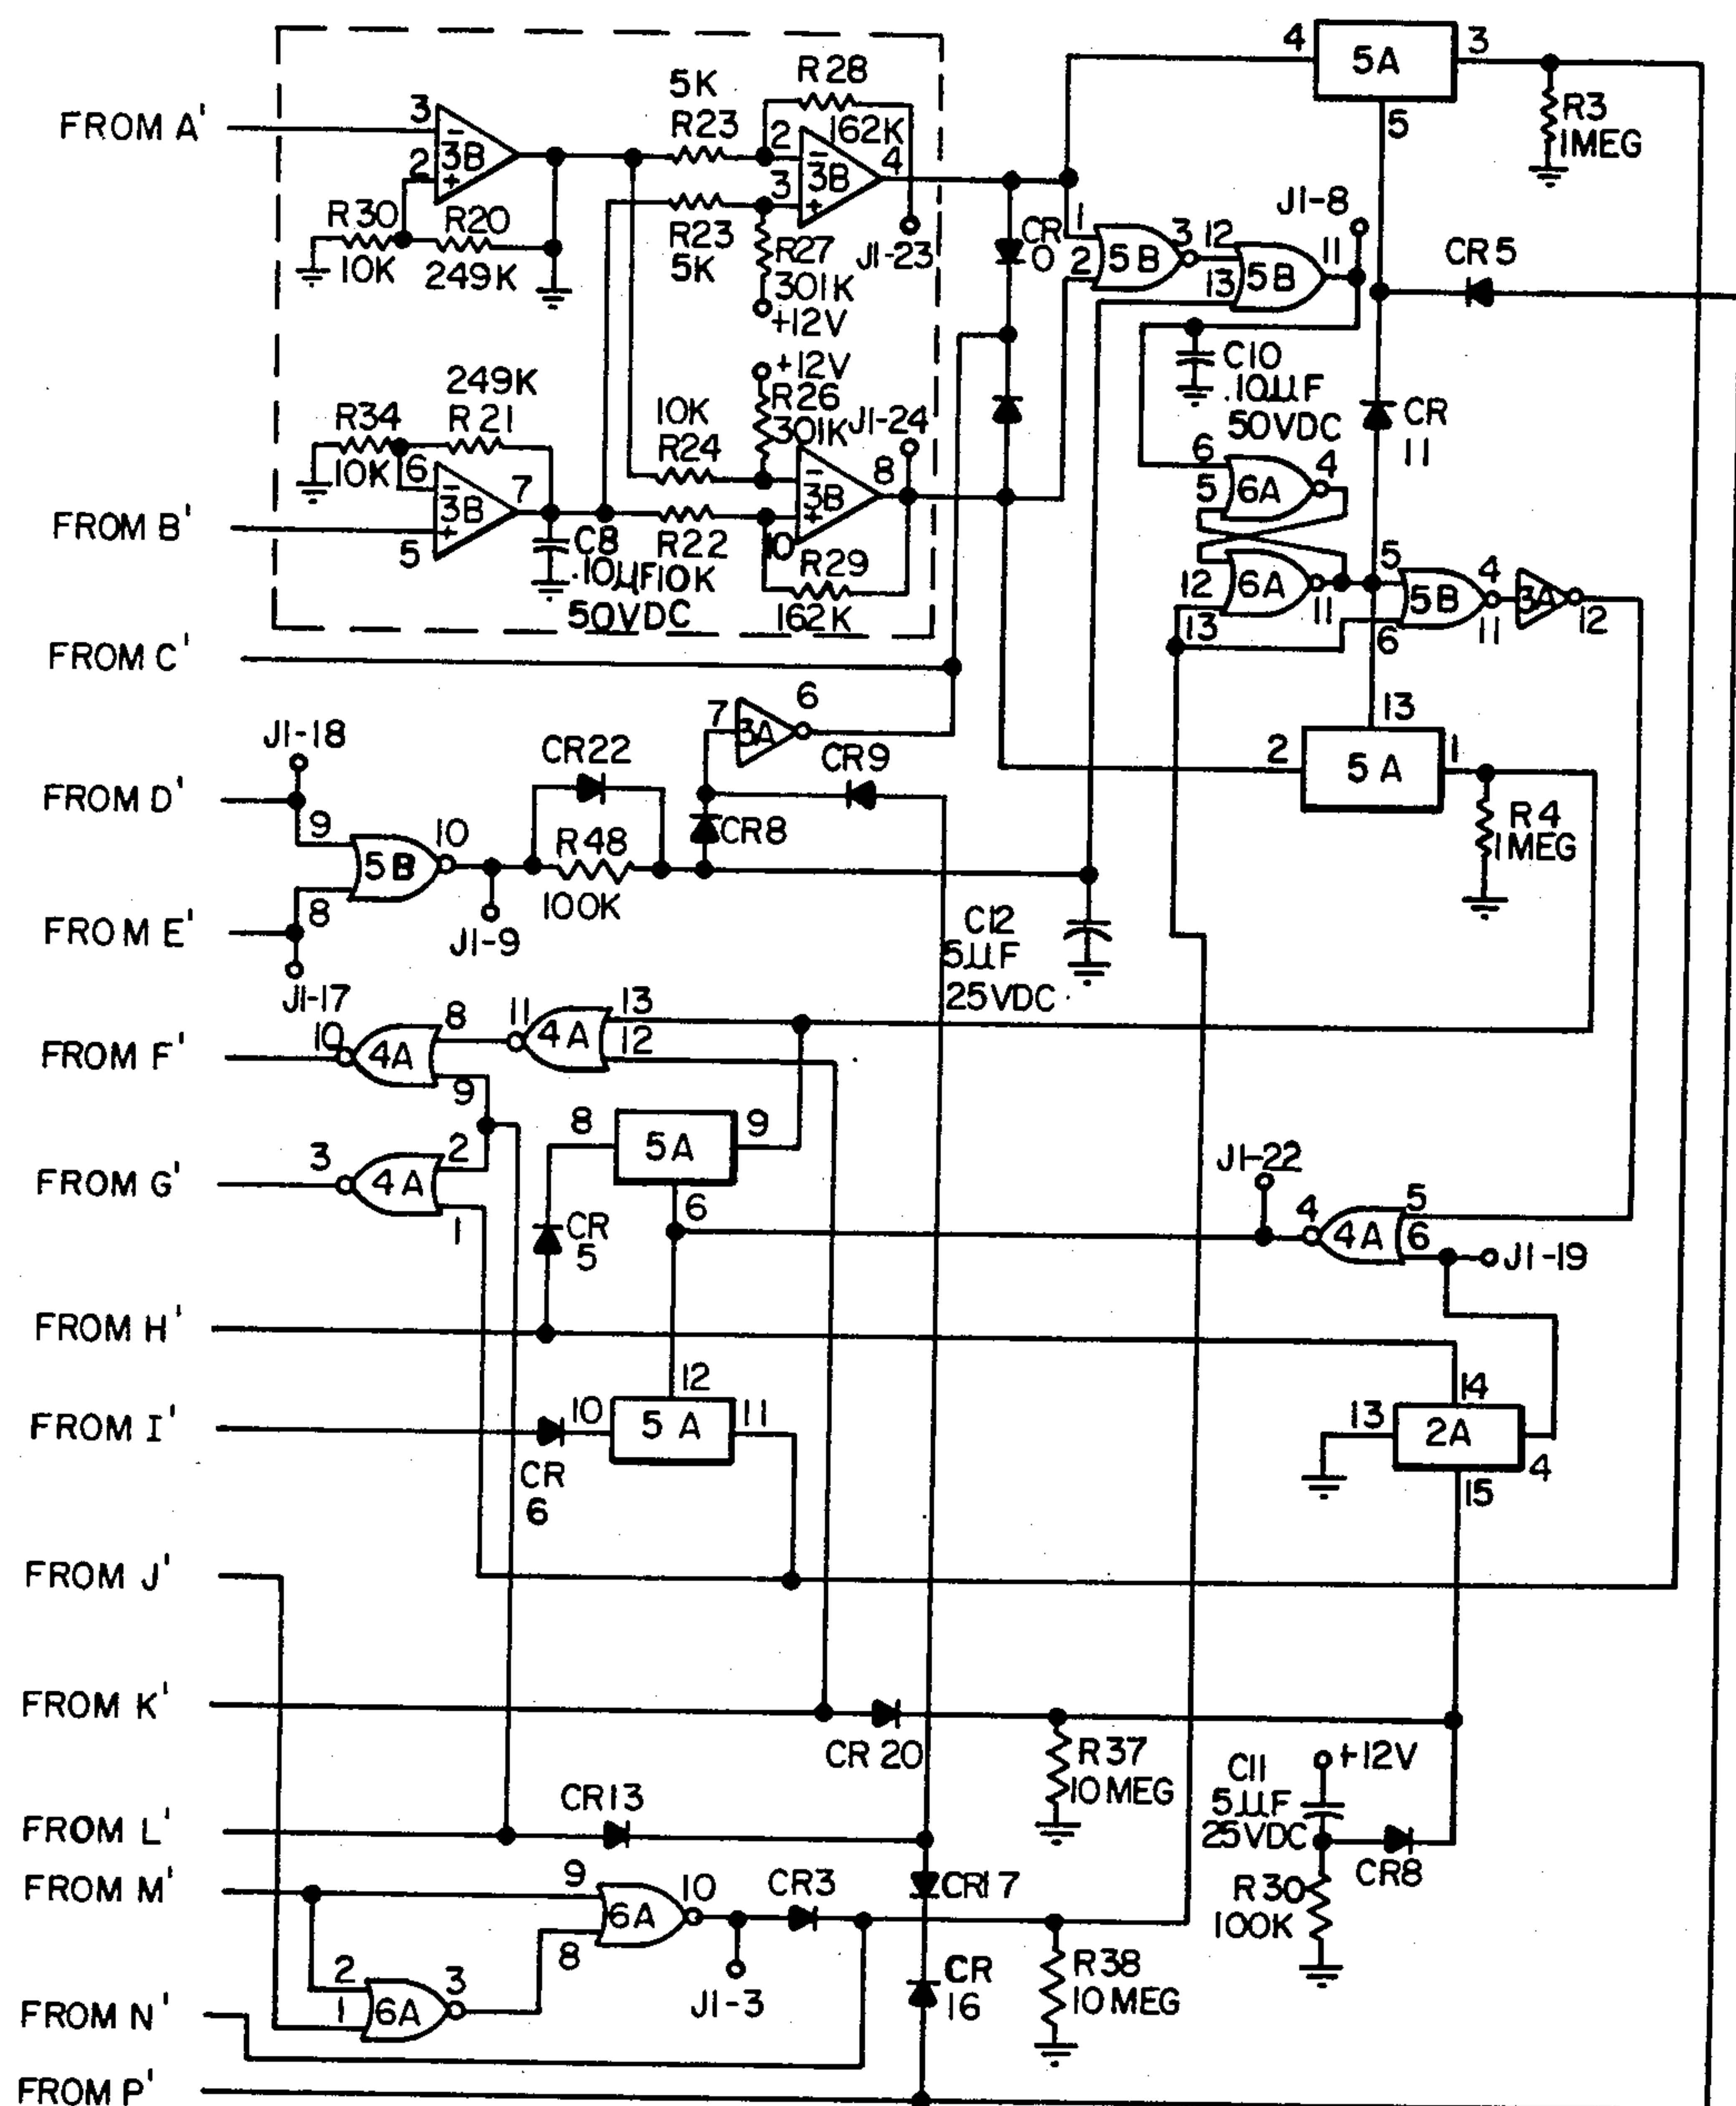 FROM A'
3
2
-
+
3B
R30
10K
R20
249K
5K
R23
R23
5K
R28
162K
2
3
-
+
3B
4
J1-23
R27
301K
+12V
+12V
R26
301K
J1-24
249K
R21
R34
10K
6
5
-
+
3B
7
C8
.10µF
50VDC
10K
R24
R22
10K
-
+
3B
8
10
R29
162K
FROM B'
FROM C'
CR
0
4
5A
3
5
R3
1MEG
1
2
5B
3
12
13
5B
11
J1-8
CR5
C10
.10µF
50VDC
CR
11
6
5
6A
4
12
13
6A
11
5
6
5B
4
11
3A
12
13
2
5A
1
R4
1MEG
7
3A
6
CR9
CR8
CR22
R48
100K
J1-18
FROM D'
9
8
5B
10
J1-9
FROM E'
J1-17
C12
5µF
25VDC
FROM F'
10
4A
8
9
11
4A
13
12
FROM G'
3
4A
2
1
8
5A
9
6
CR
5
J1-22
4
4A
5
6
J1-19
FROM H'
12
FROM I'
CR
6
10
5A
11
14
13
2A
4
15
FROM J'
FROM K'
CR20
R37
10MEG
C11
5µF
25VDC
+12V
CR8
R30
100K
FROM L'
CR13
CR17
FROM M'
9
8
6A
10
CR3
J1-3
2
1
6A
3
CR
16
R38
10MEG
FROM N'
FROM P'